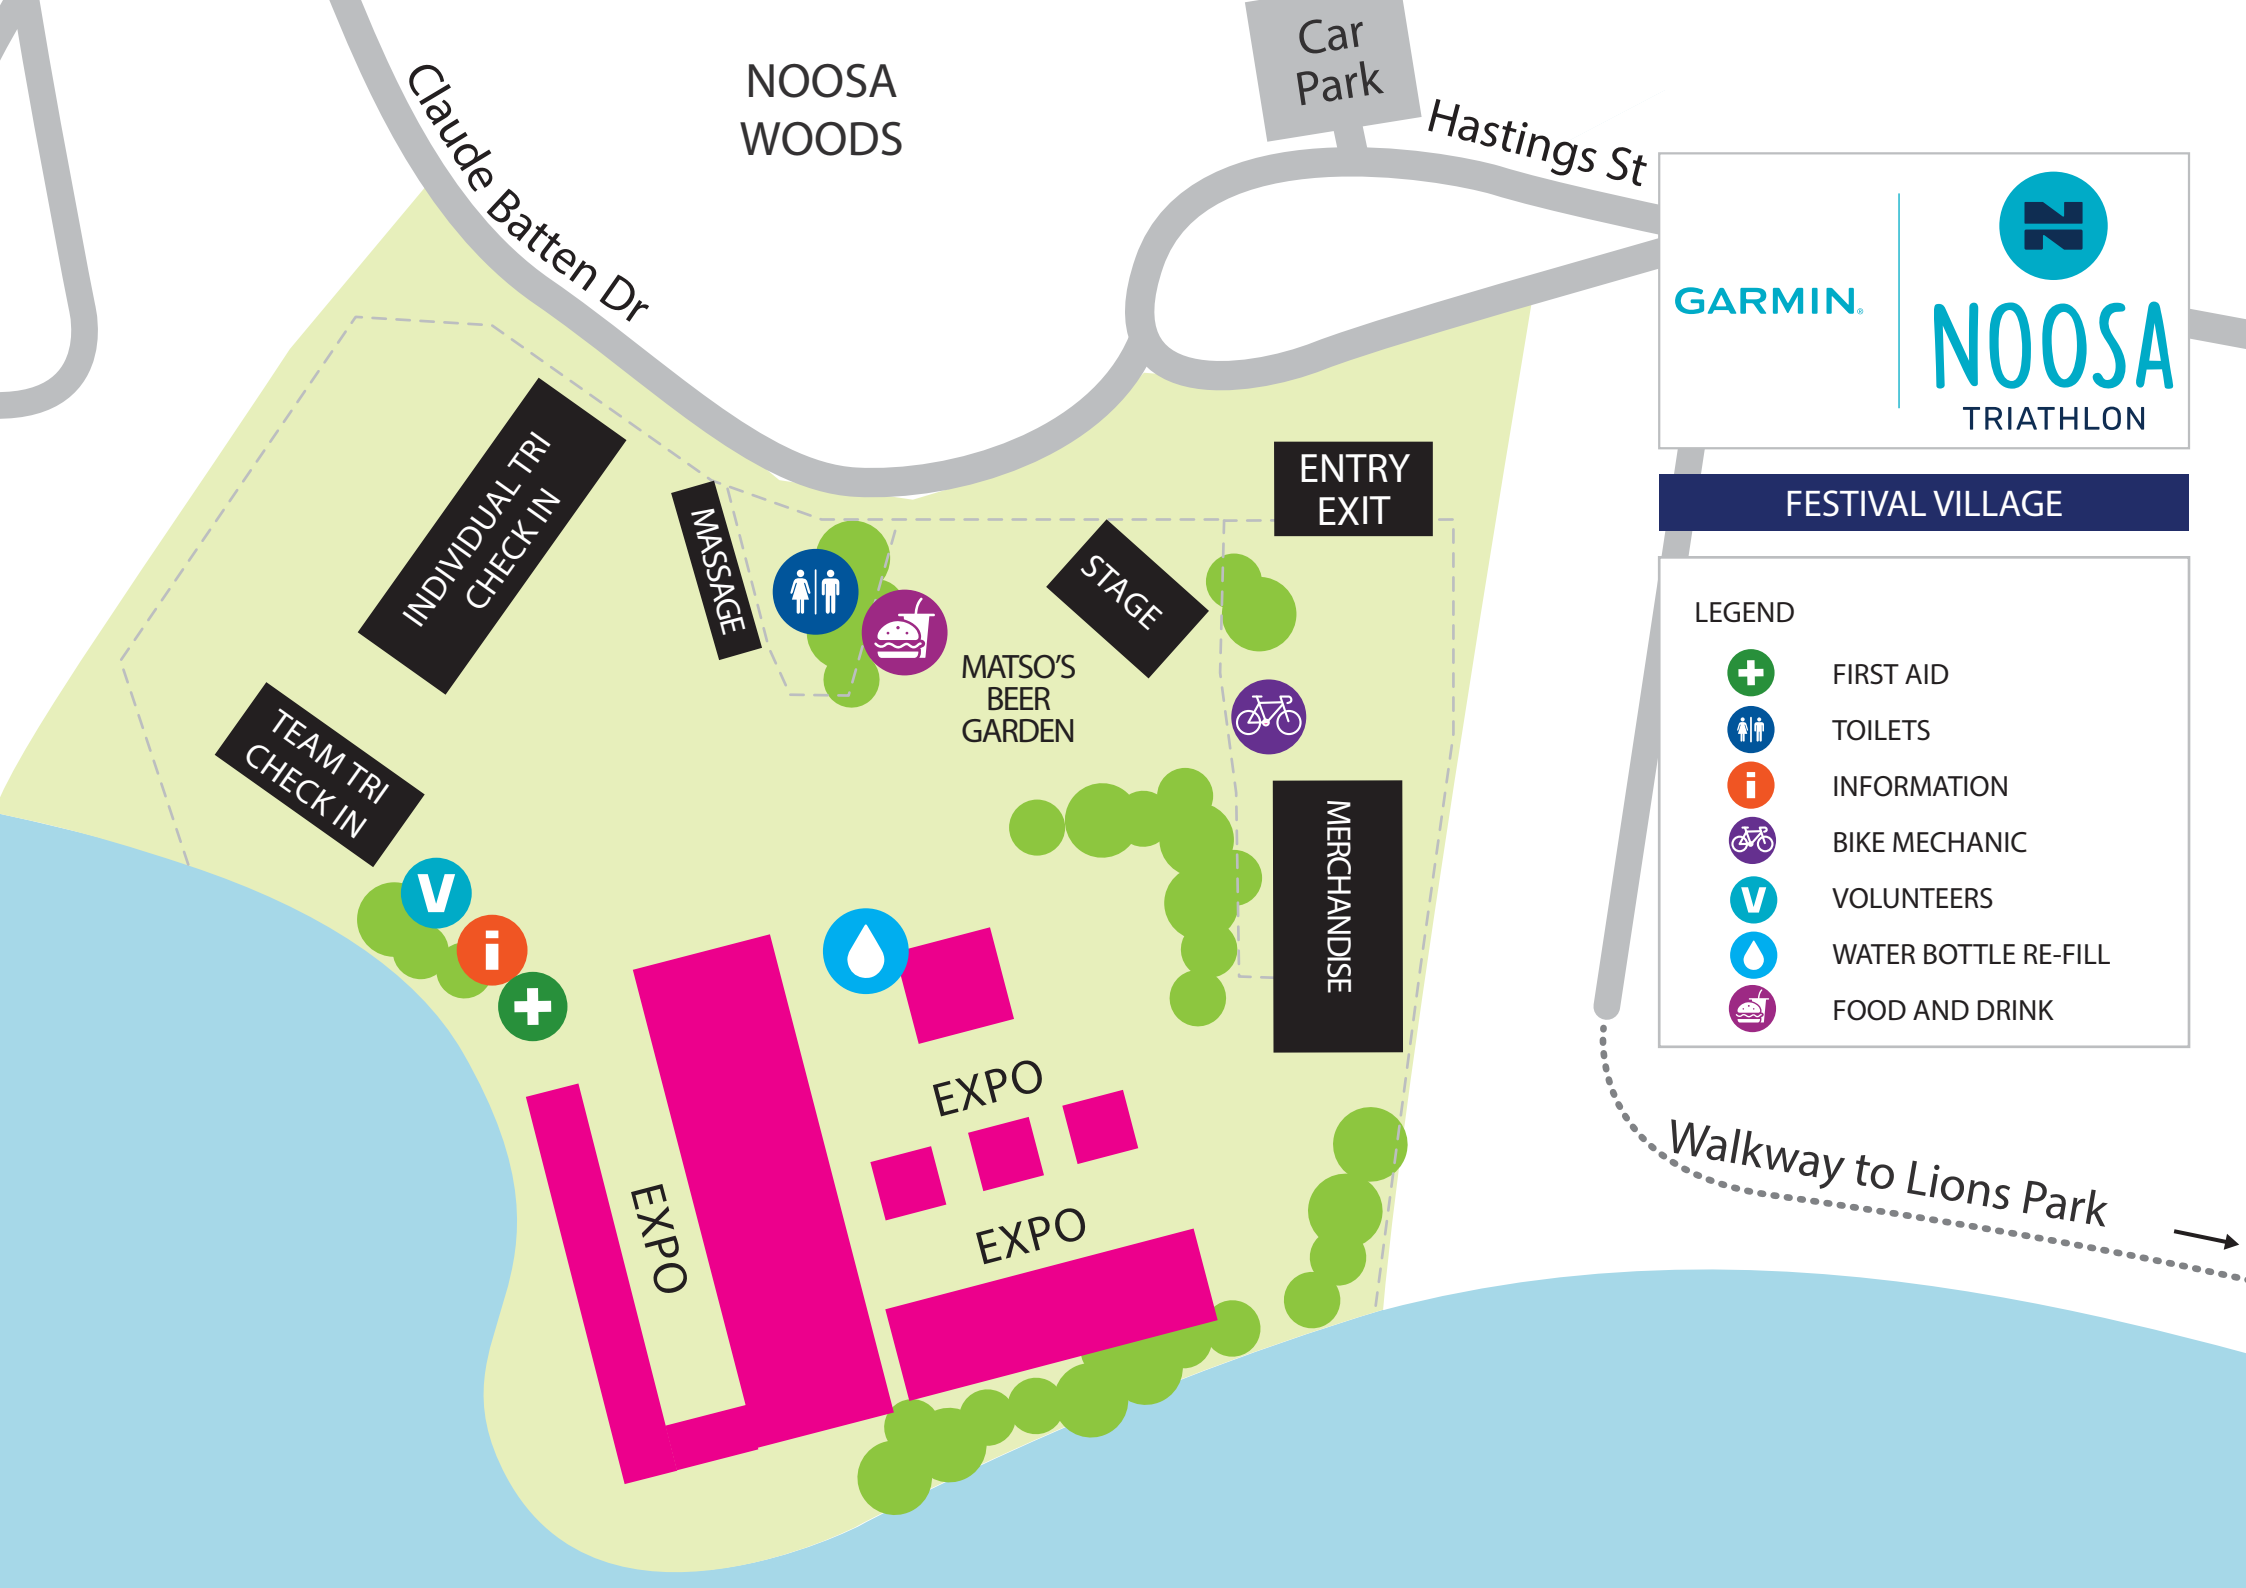 Car
Park
NOOSA
WOODS
Claude Batten Dr
Hastings St
GARMIN®
NOOSA
TRIATHLON
FESTIVAL VILLAGE
ENTRY
EXIT
INDIVIDUAL TRI
CHECK IN
MASSAGE
STAGE
MATSO'S
BEER
GARDEN
TEAM TRI
CHECK IN
MERCHANDISE
V
i
EXPO
EXPO
EXPO
LEGEND
FIRST AID
TOILETS
i INFORMATION
BIKE MECHANIC
V VOLUNTEERS
WATER BOTTLE RE-FILL
FOOD AND DRINK
Walkway to Lions Park